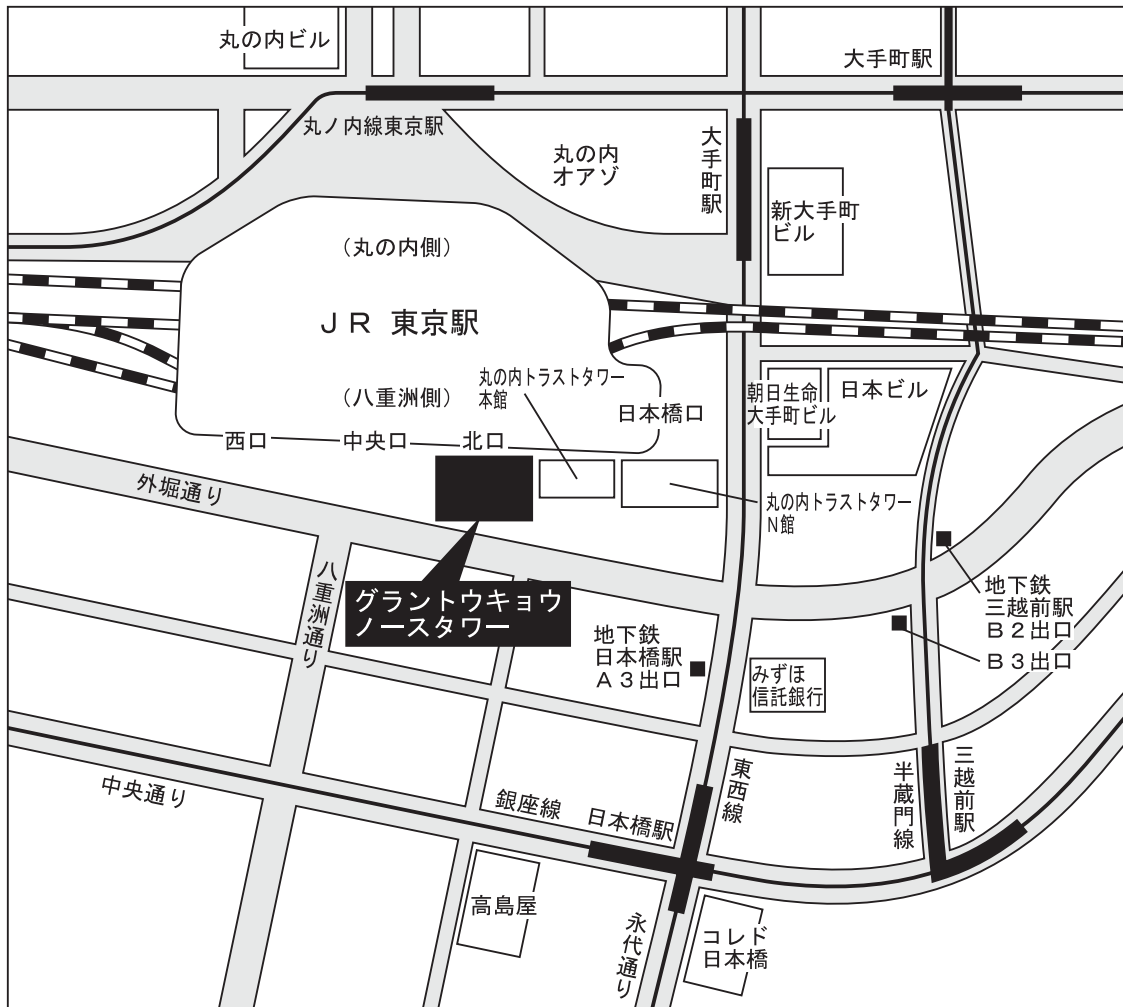 丸の内ビル
大手町駅
丸ノ内線東京駅
丸の内
オアゾ
大手町駅
新大手町
ビル
（丸の内側）
ＪＲ 東京駅
（八重洲側）
丸の内トラストタワー
本館
日本橋口
朝日生命
大手町ビル
日本ビル
西口
中央口
北口
外堀通り
丸の内トラストタワー
Ｎ館
八重洲通り
グラントウキョウ
ノースタワー
地下鉄
三越前駅
Ｂ２出口
Ｂ３出口
地下鉄
日本橋駅
Ａ３出口
みずほ
信託銀行
中央通り
銀座線
日本橋駅
東西線
半蔵門線
三越前駅
高島屋
永代通り
コレド
日本橋